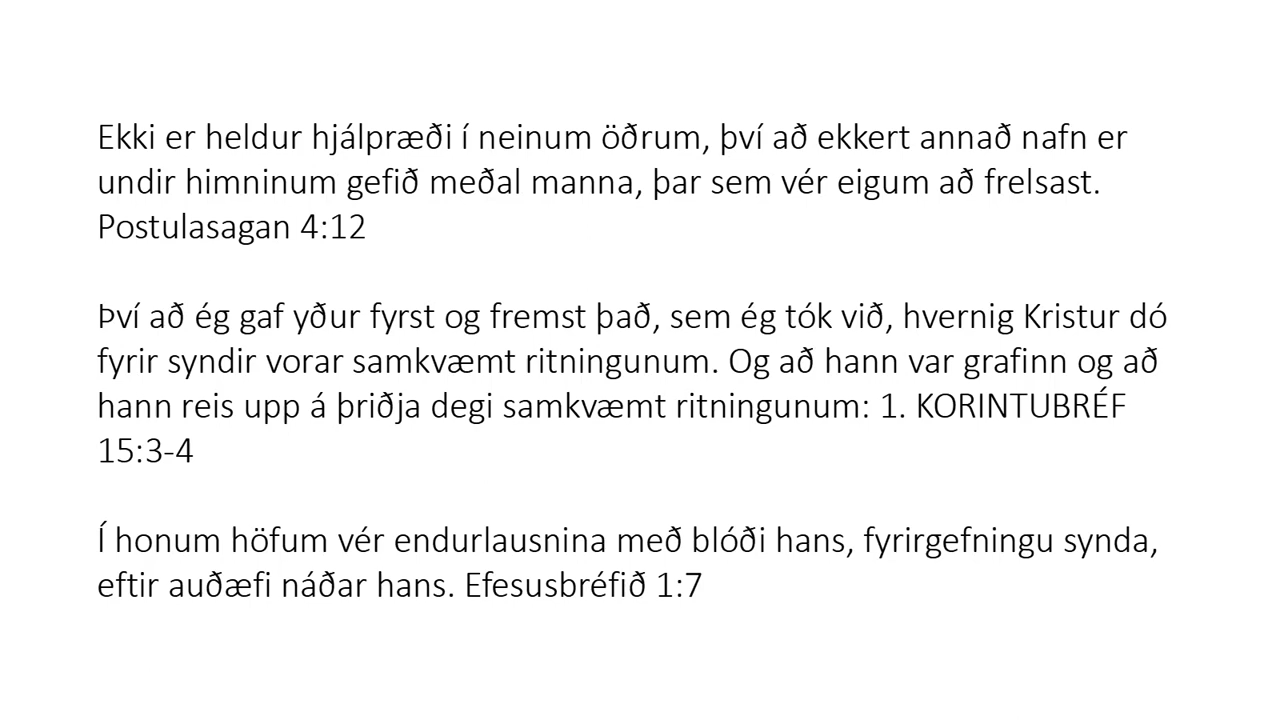 Ekki er heldur hjálpræði í neinum öðrum, því að ekkert annað nafn er
undir himninum gefið meðal manna, þar sem vér eigum að frelsast.
Postulasagan 4:12
Því að ég gaf yður fyrst og fremst það, sem ég tók við, hvernig Kristur dó
fyrir syndir vorar samkvæmt ritningunum. Og að hann var grafinn og að
hann reis upp á þriðja degi samkvæmt ritningunum: 1. KORINTUBRÉF
15:3-4
Í honum höfum vér endurlausnina með blóði hans, fyrirgefningu synda,
eftir auðæfi náðar hans. Efesusbréfið 1:7